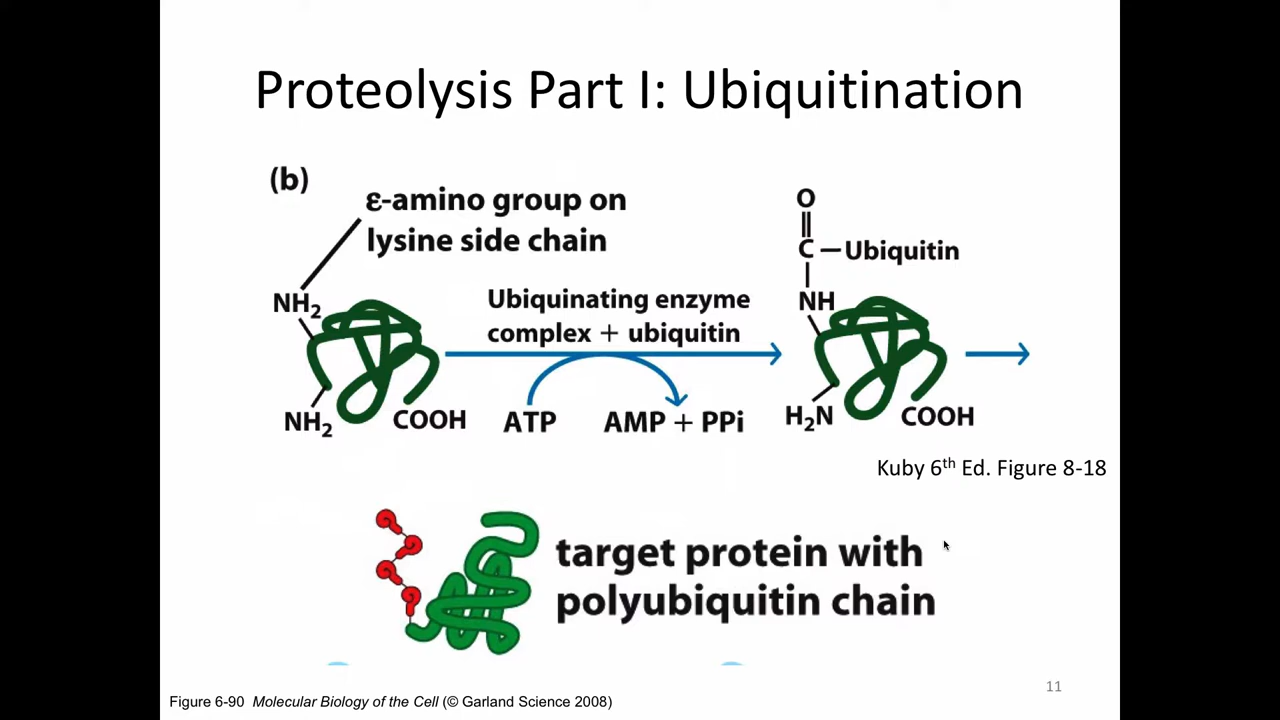 Proteolysis Part I: Ubiquitination
(b)
ε-amino group on
lysine side chain
NH2
Ubiquinating enzyme
complex + ubiquitin
NH2
COOH
ATP
AMP + PPi
O
C
Ubiquitin
NH
H2N
COOH
Kuby 6th Ed. Figure 8-18
target protein with
polyubiquitin chain
11
Figure 6-90 Molecular Biology of the Cell (© Garland Science 2008)